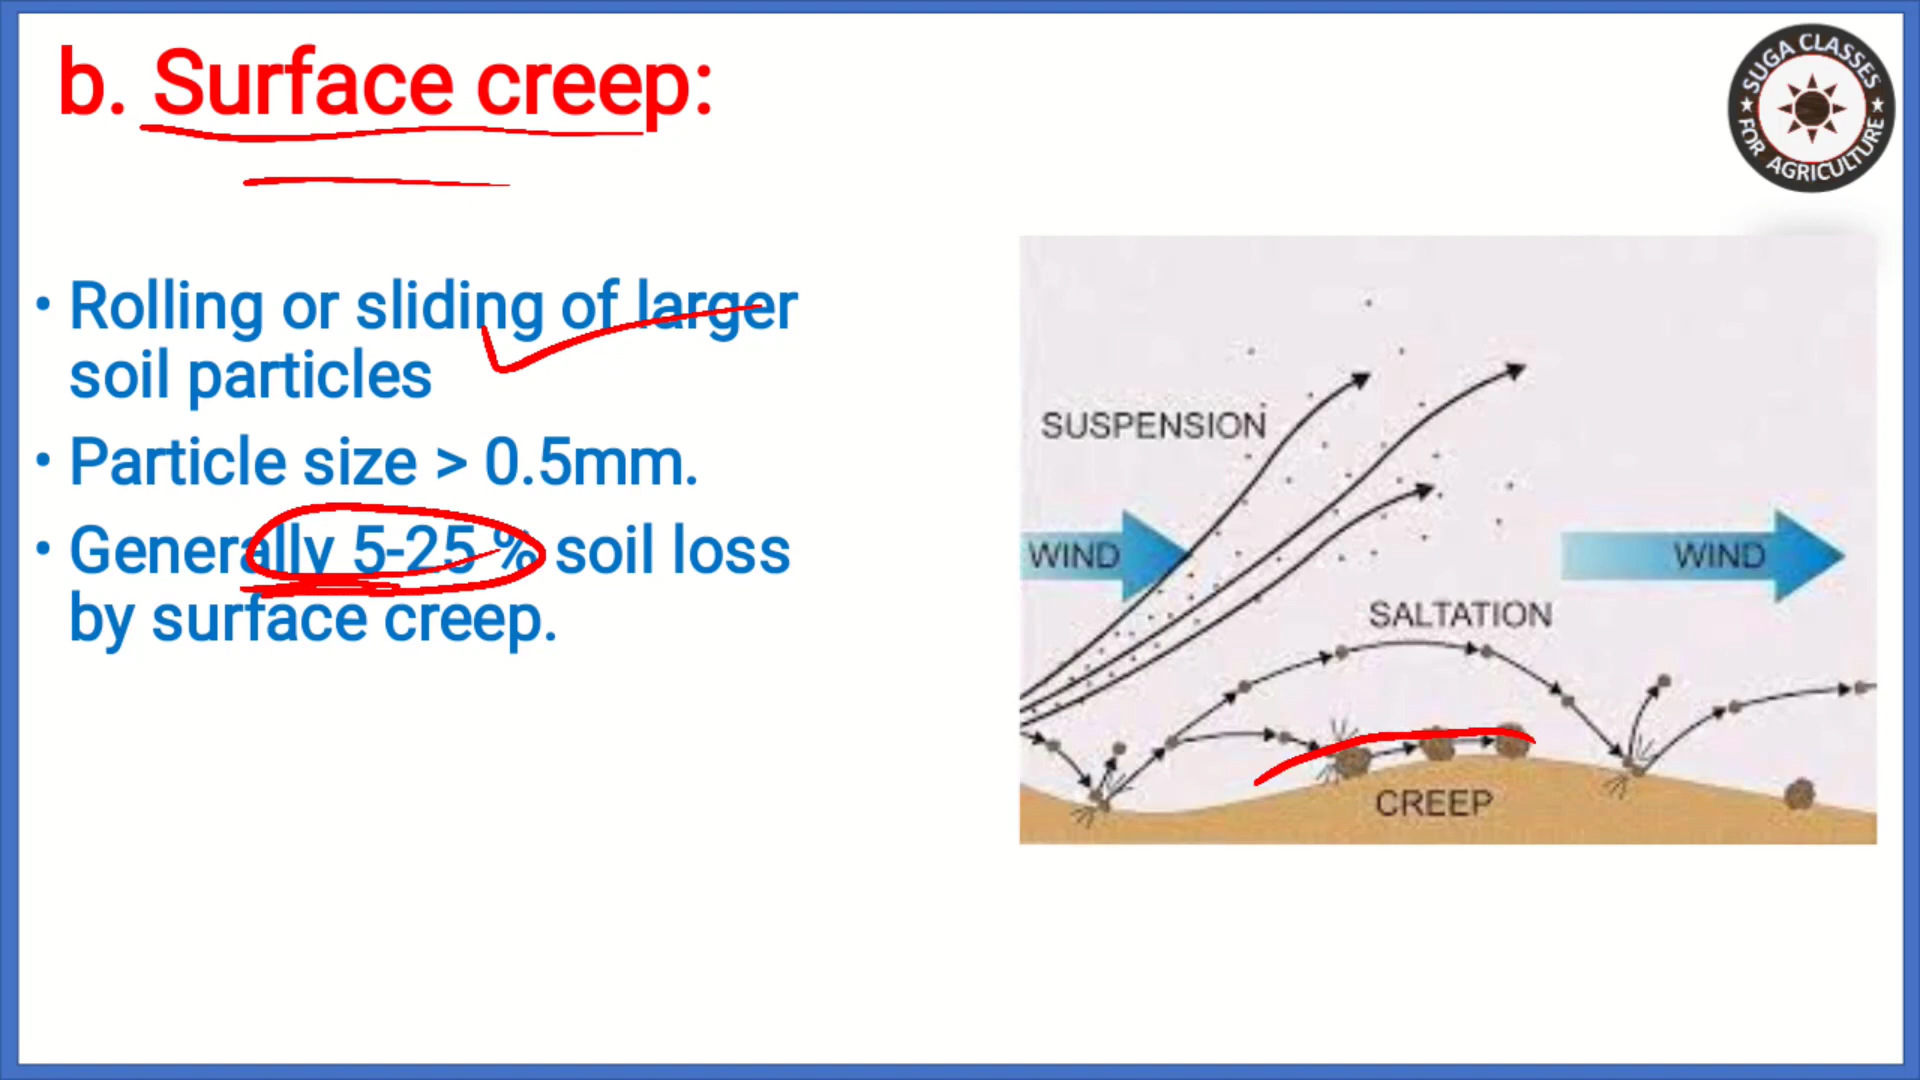 b. Surface creep:
SUGA CLASSES
FOR AGRICULTURE
• Rolling or sliding of larger
soil particles
• Particle size > 0.5mm.
• Generally 5-25 % soil loss
by surface creep.
SUSPENSION
WIND
WIND
SALTATION
CREEP